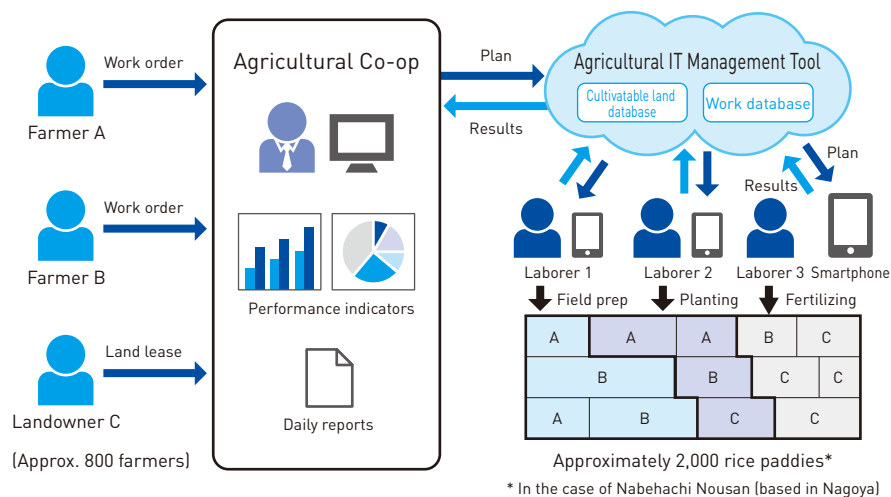 Work order
Farmer A
Work order
Farmer B
Land lease
Landowner C
(Approx. 800 farmers)
Agricultural Co-op
Performance indicators
Daily reports
Plan
Results
Agricultural IT Management Tool
Cultivatable land
database
Work database
Plan
Results
Laborer 1
Laborer 2
Laborer 3
Smartphone
Field prep
Planting
Fertilizing
A A A B C
B B C C
A B C C
Approximately 2,000 rice paddies*
* In the case of Nabehachi Nousan (based in Nagoya)